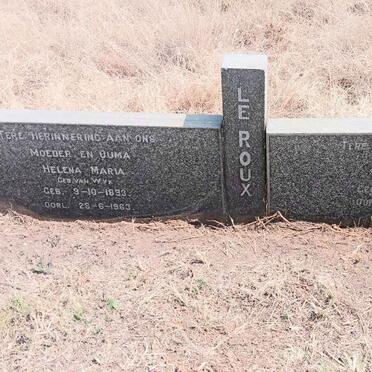 TERE HERINNERING AAN ONS
MOEDER EN OUMA
HELENA MARIA
GEB. VAN WYK
GEB. 9-10-1893
OORL. 28-6-1963
LE ROUX
TERE